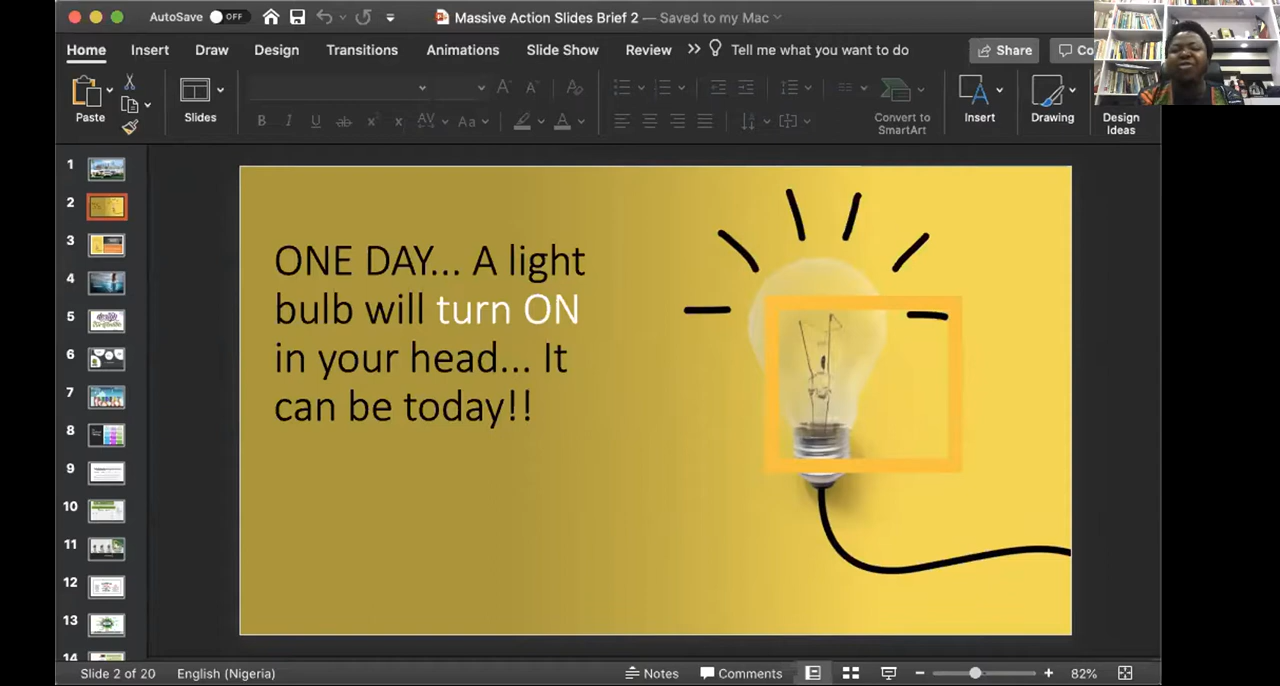 AutoSave OFF
Massive Action Slides Brief 2 — Saved to my Mac
Home Insert Draw Design Transitions Animations Slide Show Review Tell me what you want to do Share Co
Paste Slides Convert to SmartArt Insert Drawing Design Ideas
1
2
3
4
5
6
7
8
9
10
11
12
13
14
ONE DAY... A light
bulb will turn ON
in your head... It
can be today!!
Slide 2 of 20 English (Nigeria) Notes Comments 82%